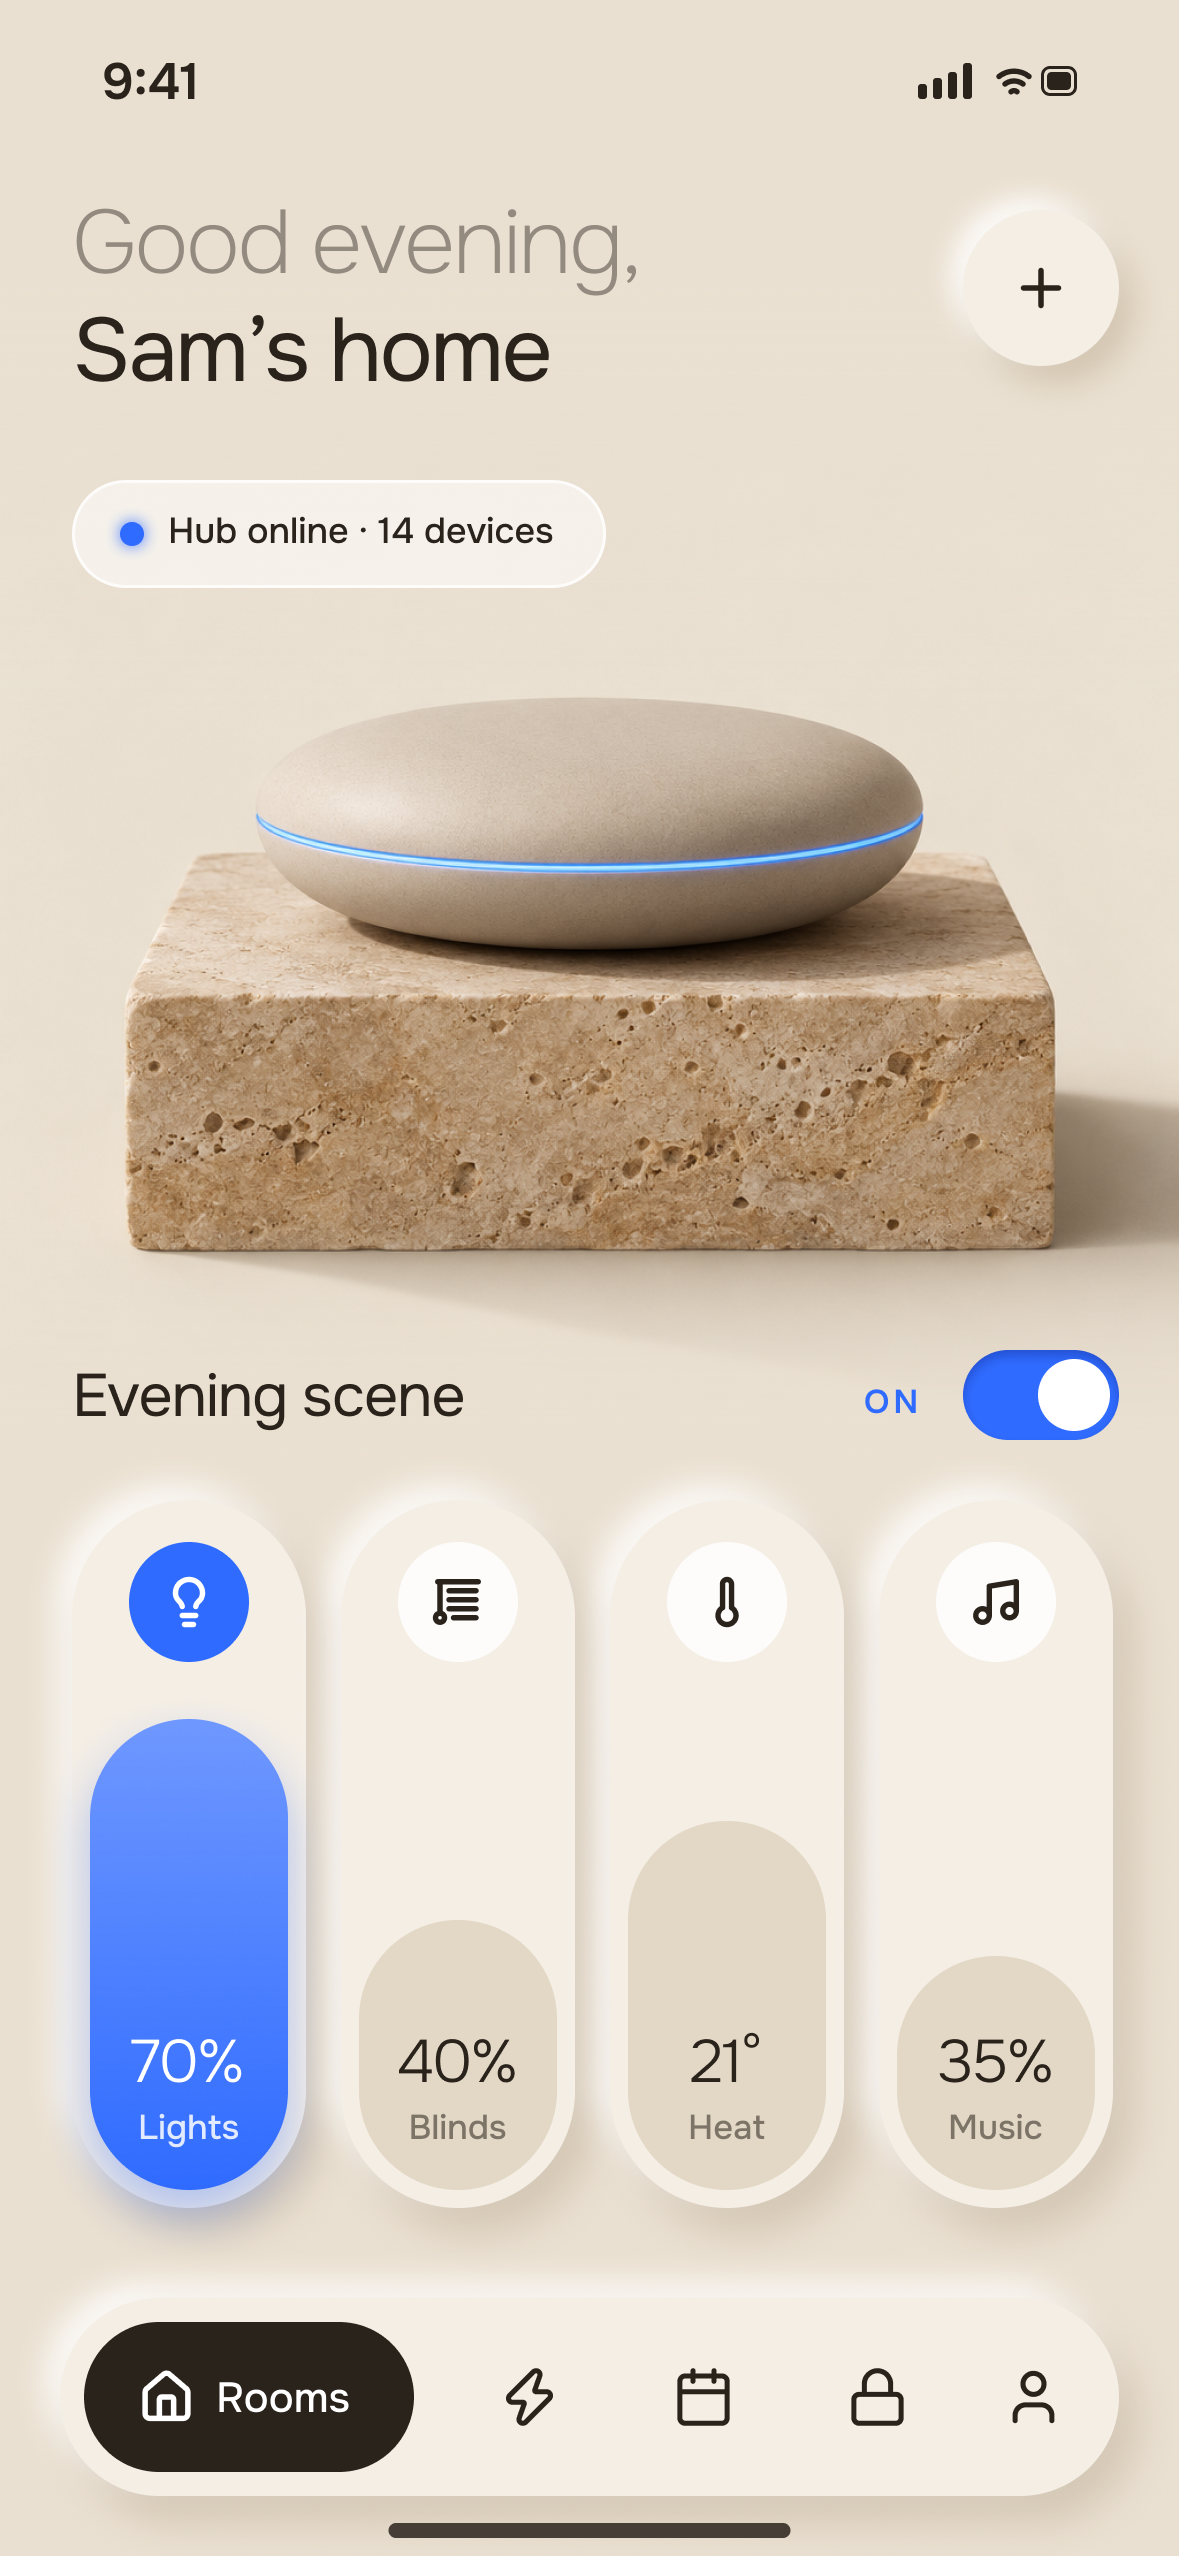 9:41
Good evening,
Sam’s home
Hub online · 14 devices
Evening scene
ON
70%
Lights
40%
Blinds
21°
Heat
35%
Music
Rooms